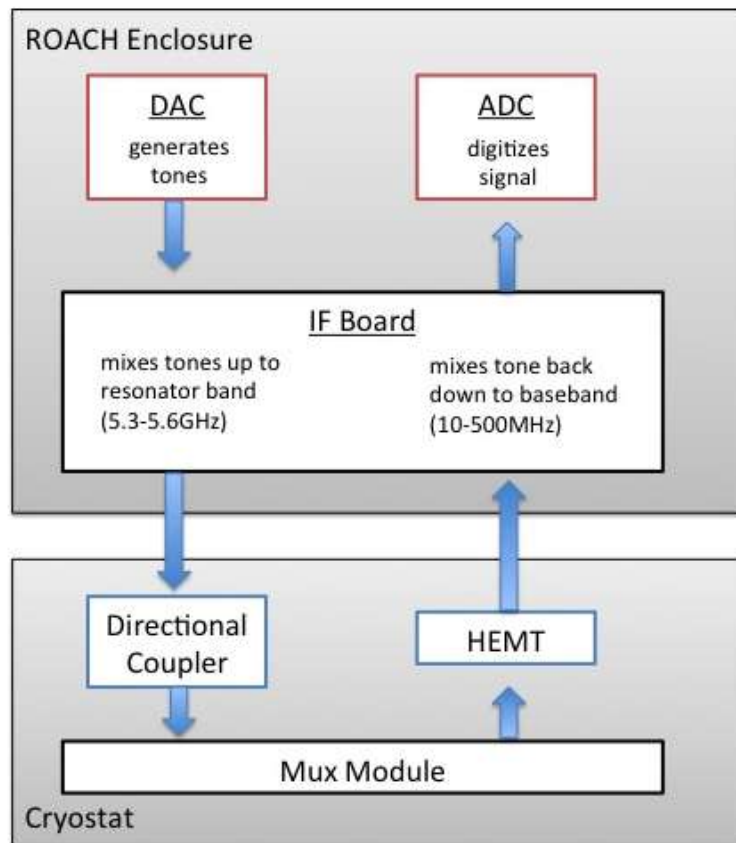 ROACH Enclosure
DAC
generates
tones
ADC
digitizes
signal
IF Board
mixes tones up to
resonator band
(5.3-5.6GHz)
mixes tone back
down to baseband
(10-500MHz)
Directional
Coupler
HEMT
Mux Module
Cryostat